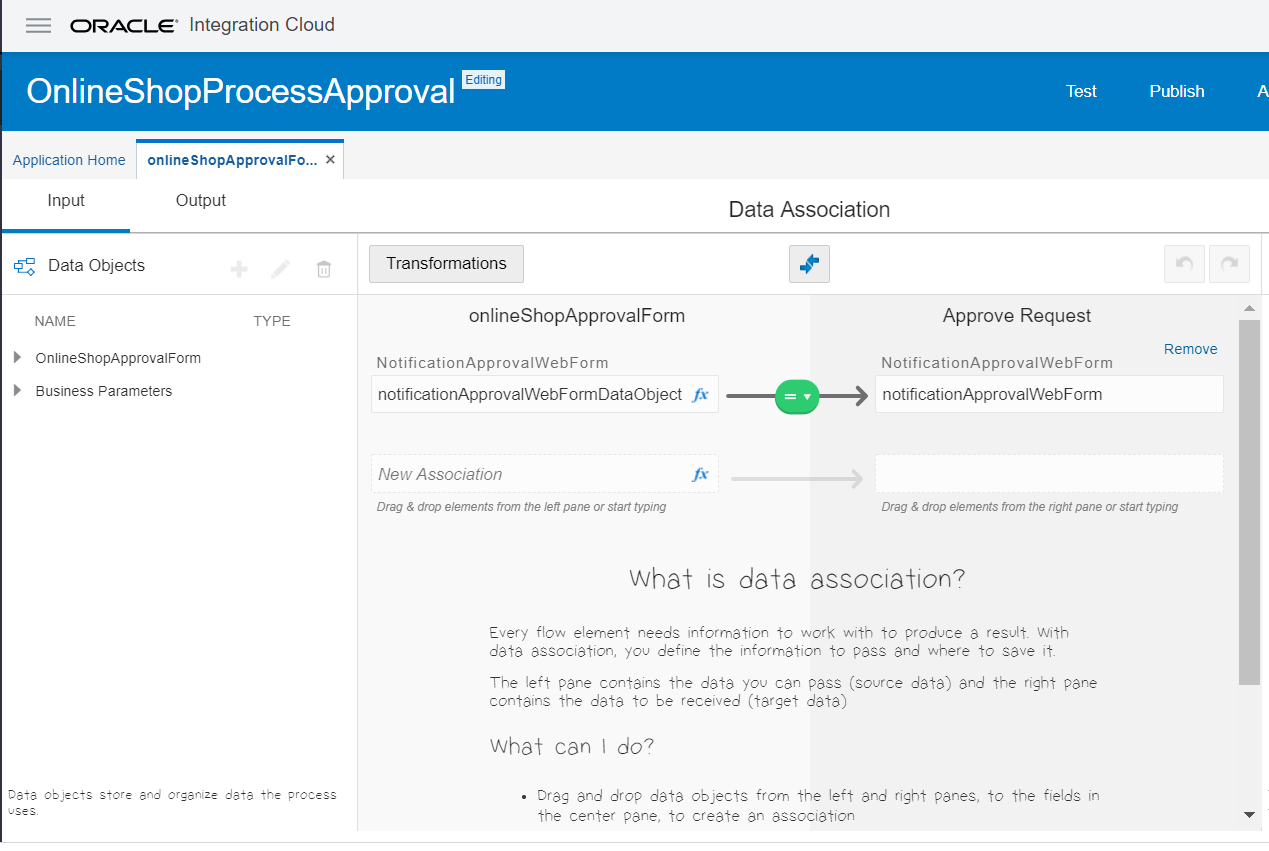 ORACLE Integration Cloud
OnlineShopProcessApproval Editing
Test Publish A
Application Home onlineShopApprovalFo... ×
Input Output
Data Association
Data Objects
Transformations
NAME TYPE
OnlineShopApprovalForm
Business Parameters
onlineShopApprovalForm Approve Request
Remove
NotificationApprovalWebForm NotificationApprovalWebForm
notificationApprovalWebFormDataObject fx = notificationApprovalWebForm
New Association fx
Drag & drop elements from the left pane or start typing Drag & drop elements from the right pane or start typing
What is data association?
Every flow element needs information to work with to produce a result. With
data association, you define the information to pass and where to save it.
The left pane contains the data you can pass (source data) and the right pane
contains the data to be received (target data)
What can I do?
• Drag and drop data objects from the left and right panes, to the fields in
the center pane, to create an association
Data objects store and organize data the process
uses.